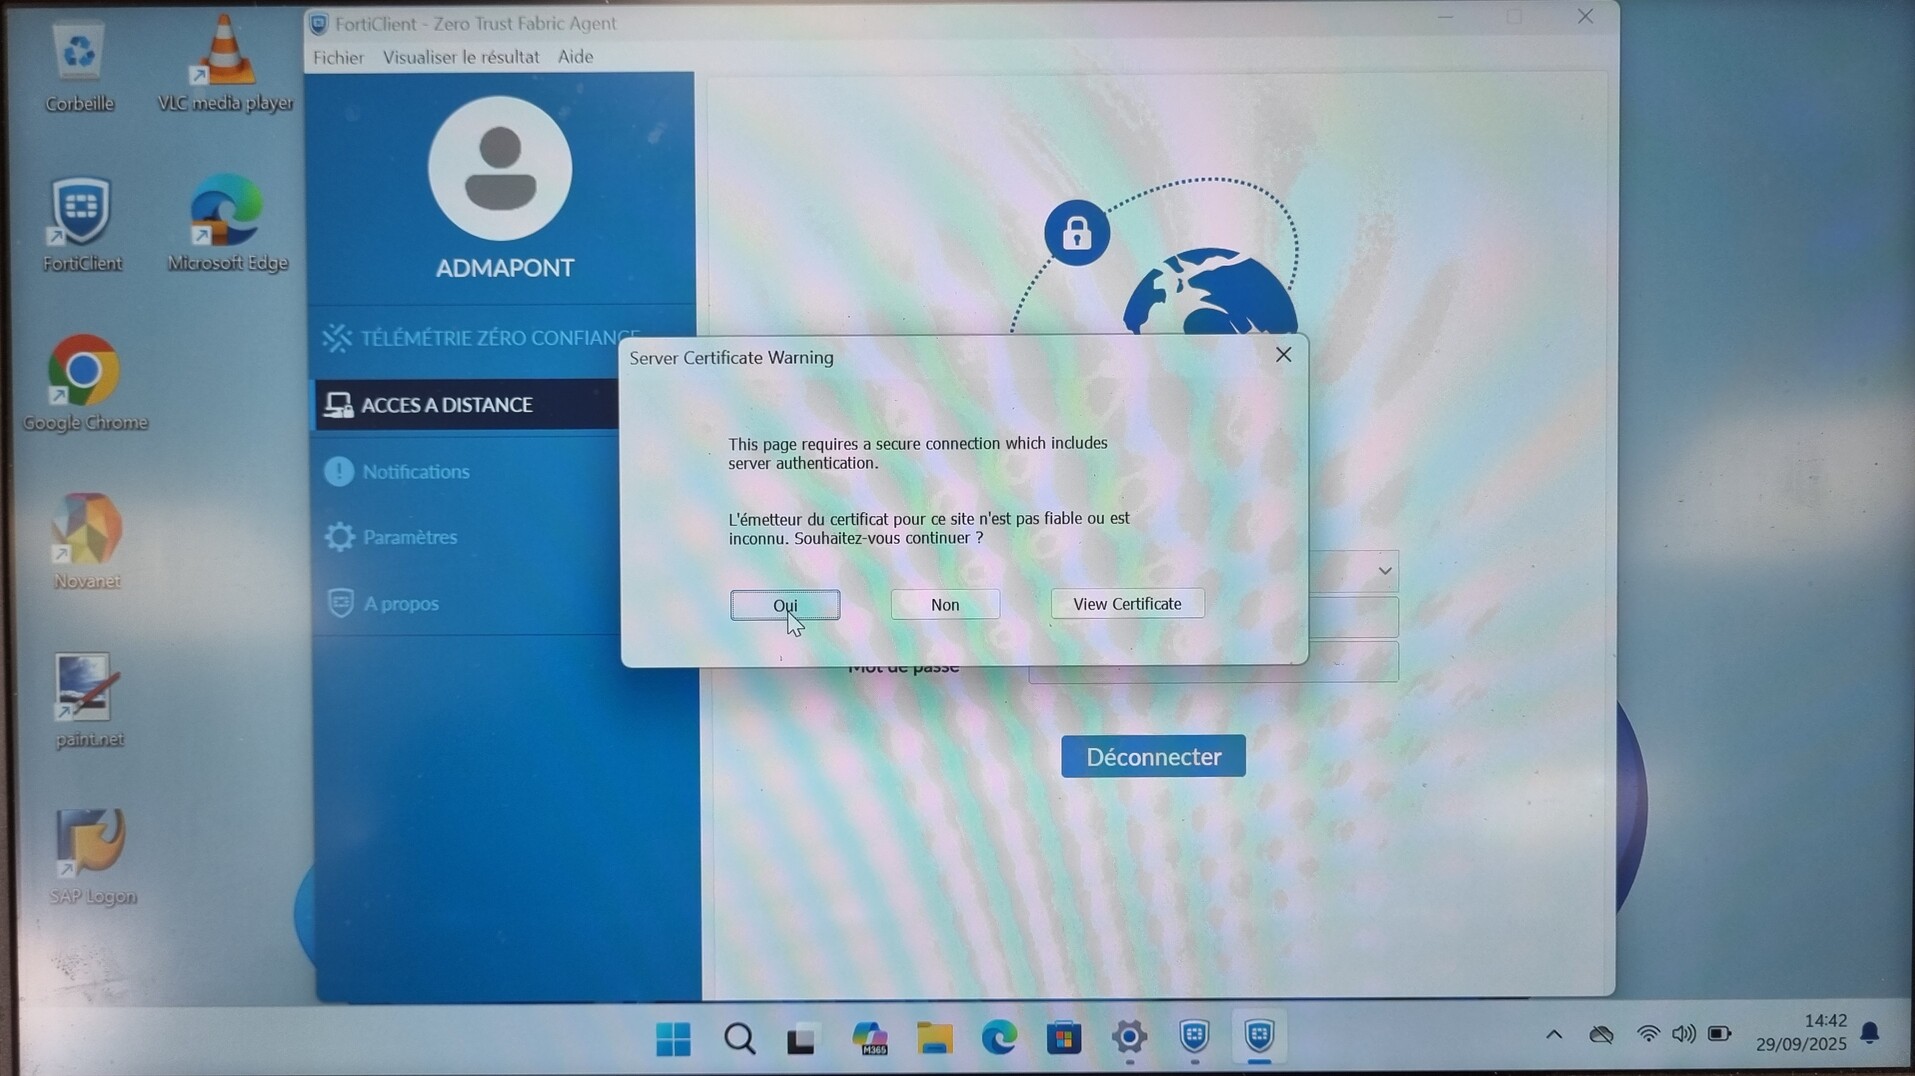 FortiClient - Zero Trust Fabric Agent
Fichier Visualiser le résultat Aide
Corbeille
VLC media player
FortiClient
Microsoft Edge
Google Chrome
Novanet
paint.net
SAP Logon
ADMAPONT
TÉLÉMÉTRIE ZÉRO CONFIANCE
ACCES A DISTANCE
Notifications
Paramètres
A propos
Server Certificate Warning
This page requires a secure connection which includes
server authentication.
L'émetteur du certificat pour ce site n'est pas fiable ou est
inconnu. Souhaitez-vous continuer ?
Oui
Non
View Certificate
Mot de passe
Déconnecter
M365
14:42
29/09/2025